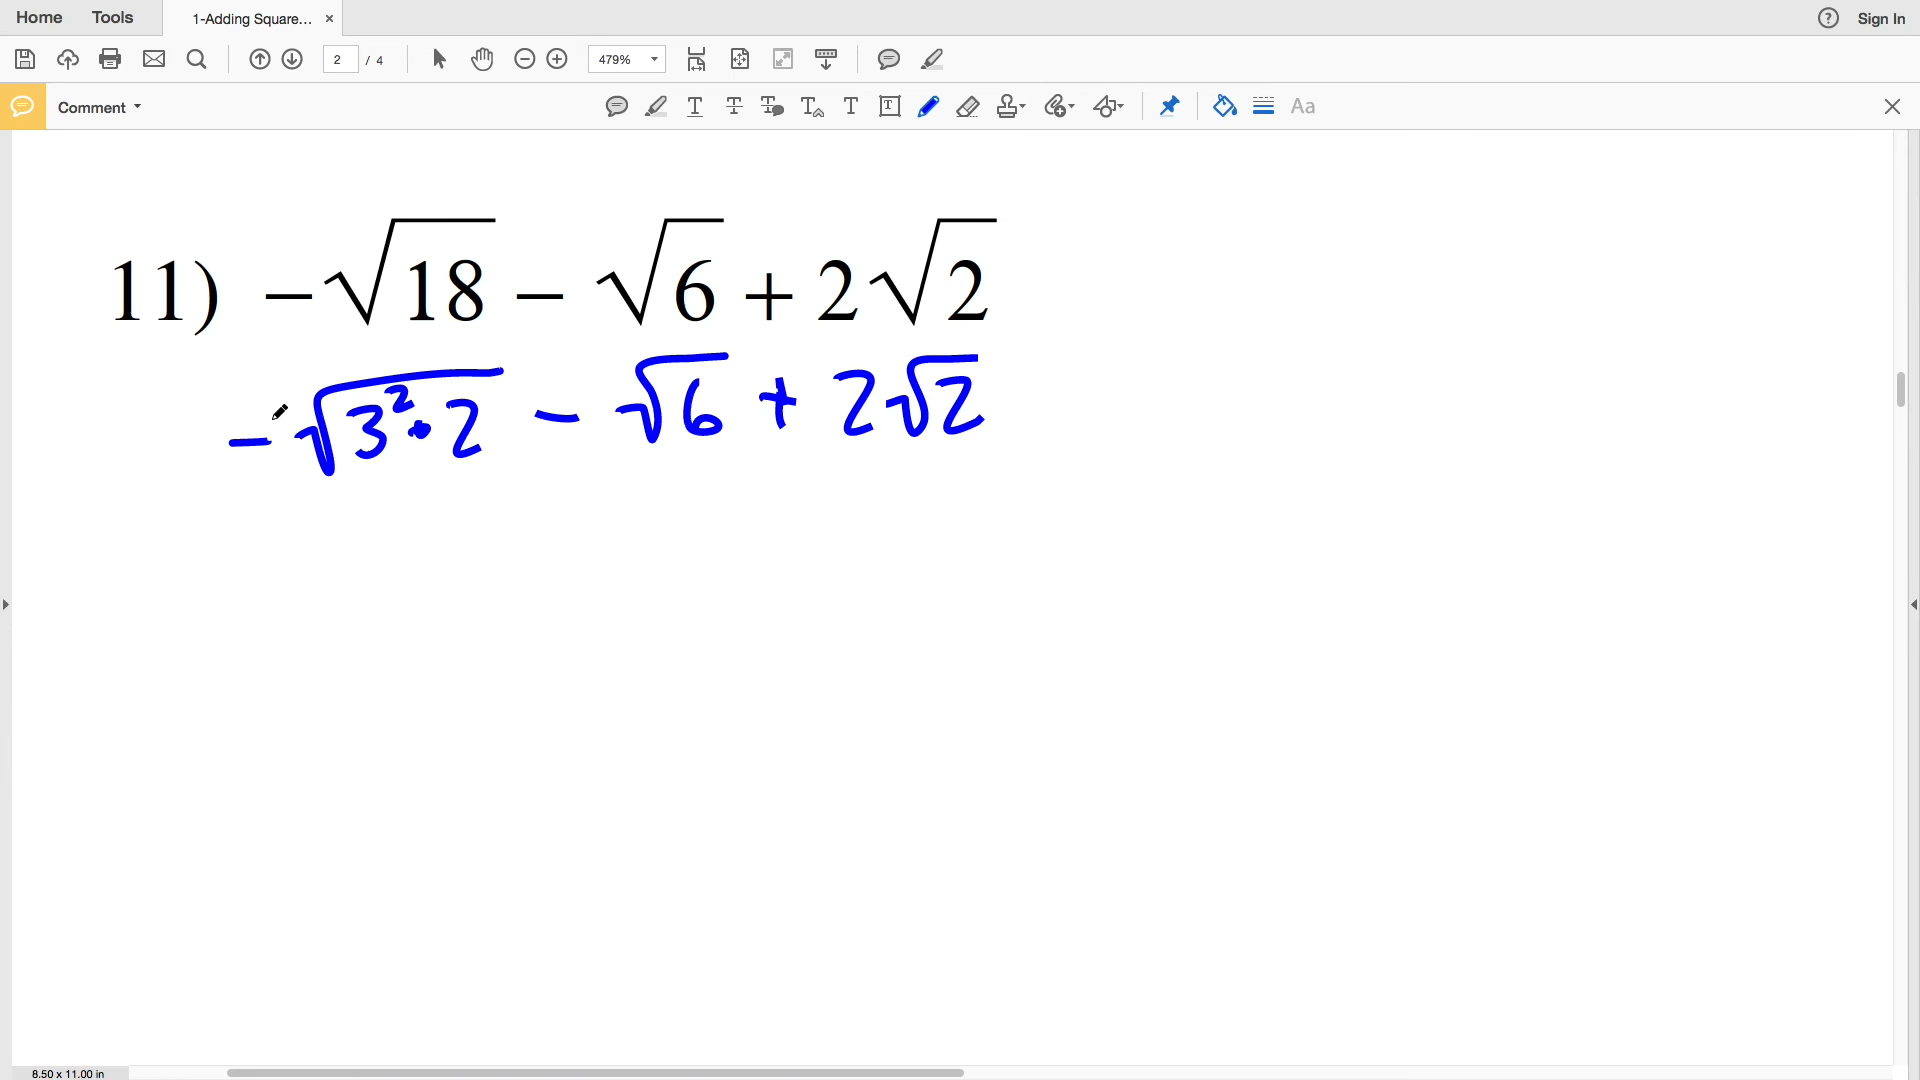 Home Tools 1-Adding Square... × ? Sign In
2 / 4 479%
Comment Aa
11) −√18 − √6 + 2√2
−√3²·2 − √6 + 2√2
8.50 x 11.00 in